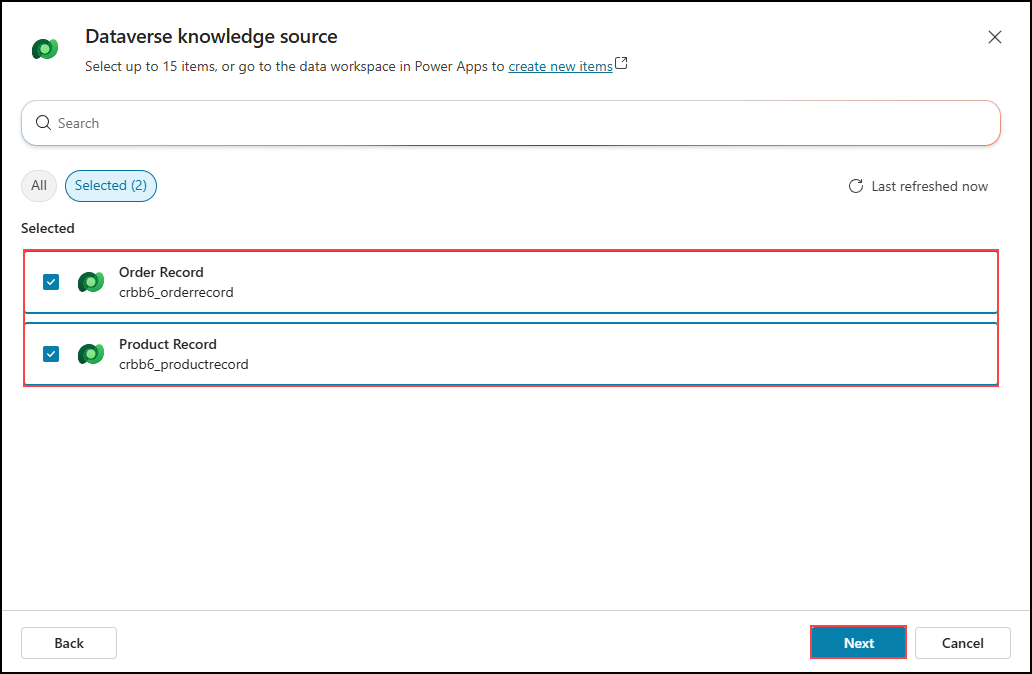 Dataverse knowledge source
Select up to 15 items, or go to the data workspace in Power Apps to create new items
Search
All
Selected (2)
Last refreshed now
Selected
Order Record
crbb6_orderrecord
Product Record
crbb6_productrecord
Back
Next
Cancel